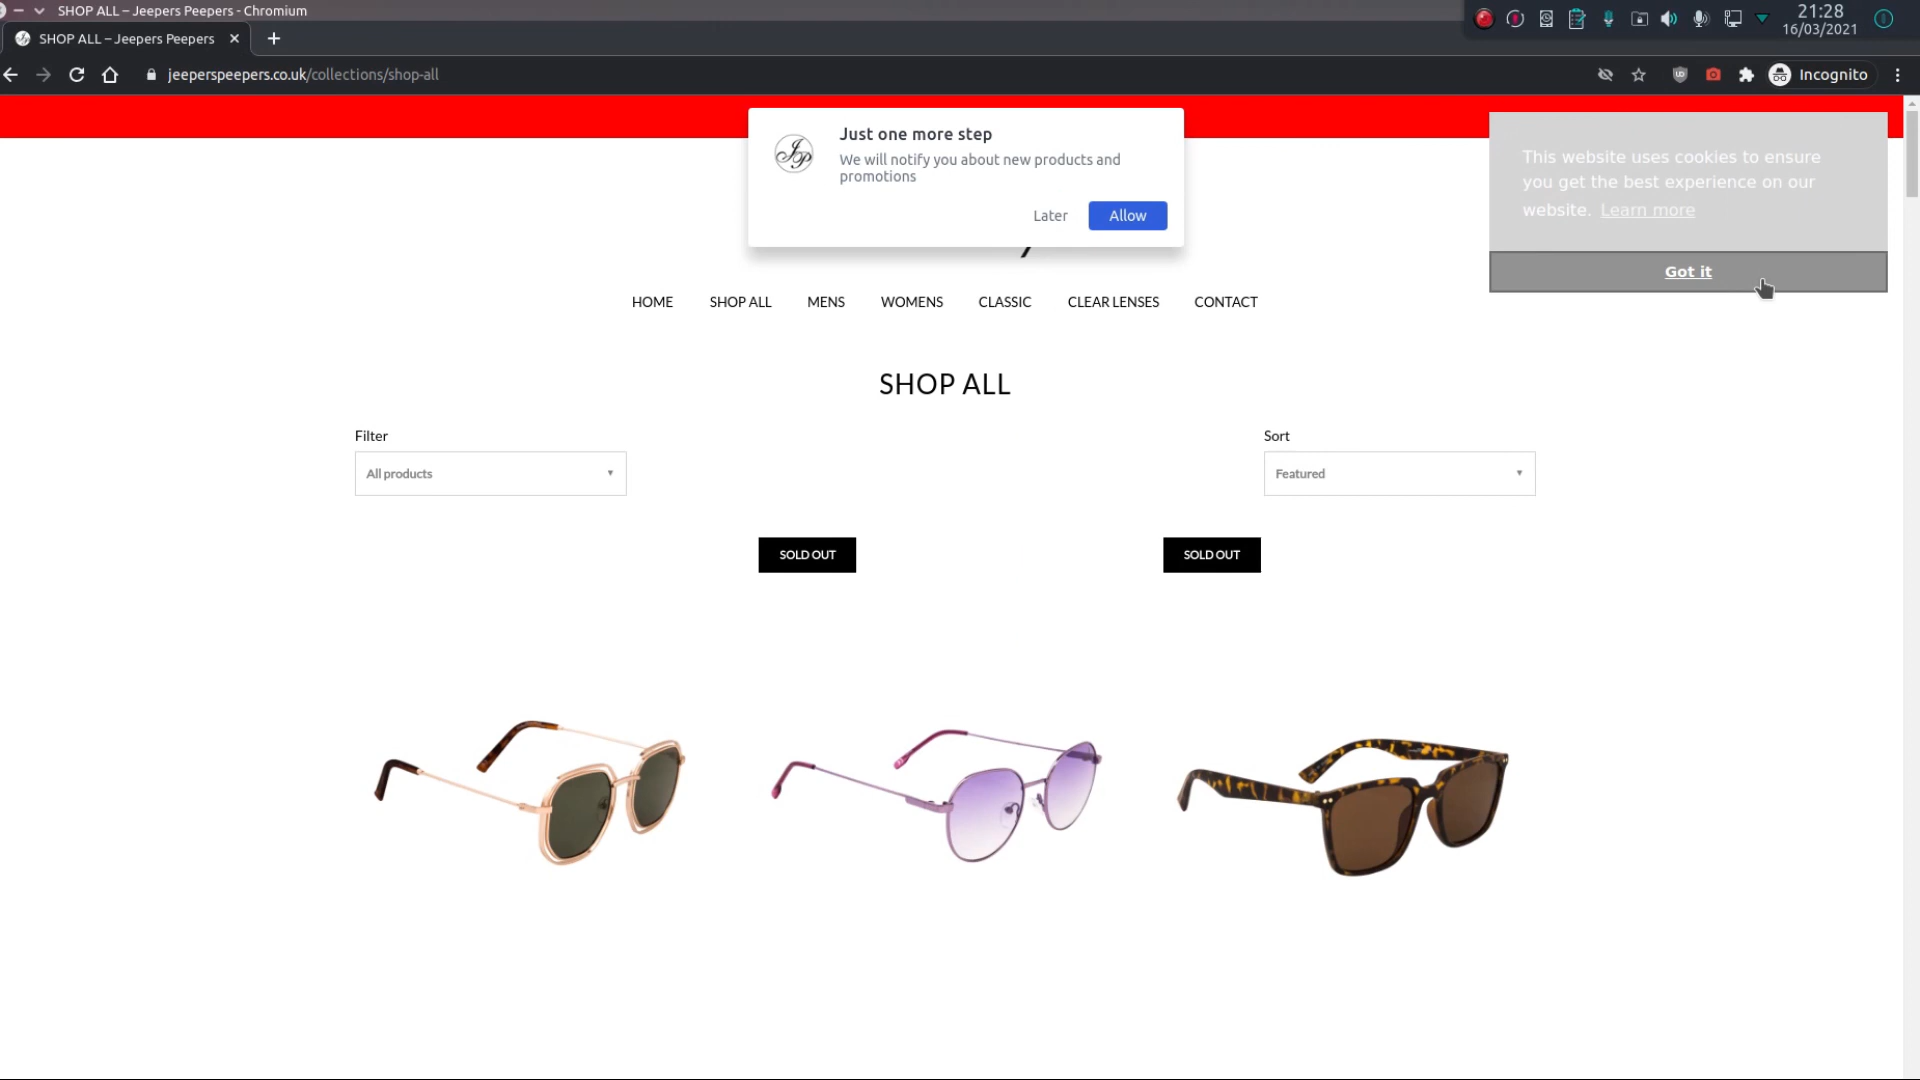 SHOP ALL – Jeepers Peepers - Chromium
21:28
16/03/2021
SHOP ALL – Jeepers Peepers
jeeperspeepers.co.uk/collections/shop-all
Incognito
Just one more step
We will notify you about new products and
promotions
Later
Allow
This website uses cookies to ensure
you get the best experience on our
website. Learn more
Got it
HOME SHOP ALL MENS WOMENS CLASSIC CLEAR LENSES CONTACT
SHOP ALL
Filter
Sort
All products
Featured
SOLD OUT
SOLD OUT
JP